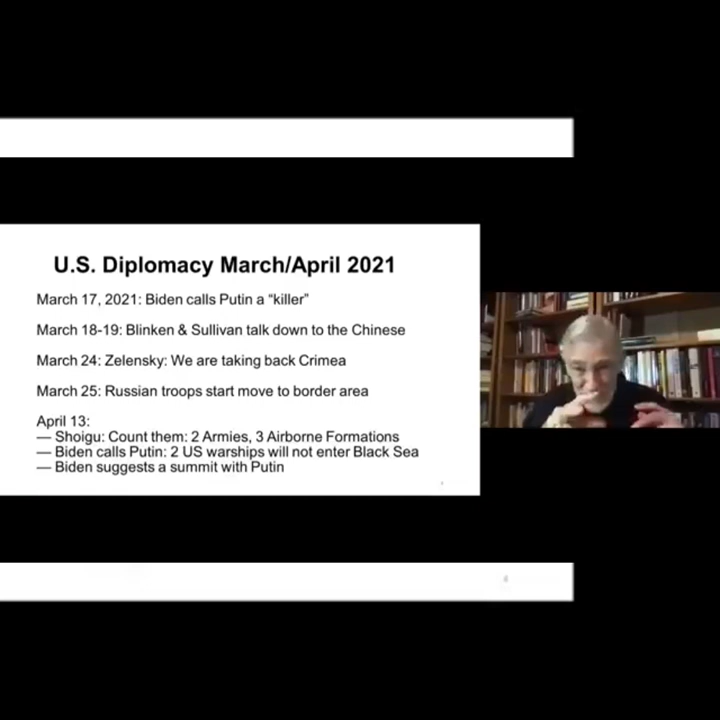 U.S. Diplomacy March/April 2021
March 17, 2021: Biden calls Putin a “killer”
March 18-19: Blinken & Sullivan talk down to the Chinese
March 24: Zelensky: We are taking back Crimea
March 25: Russian troops start move to border area
April 13:
— Shoigu: Count them: 2 Armies, 3 Airborne Formations
— Biden calls Putin: 2 US warships will not enter Black Sea
— Biden suggests a summit with Putin